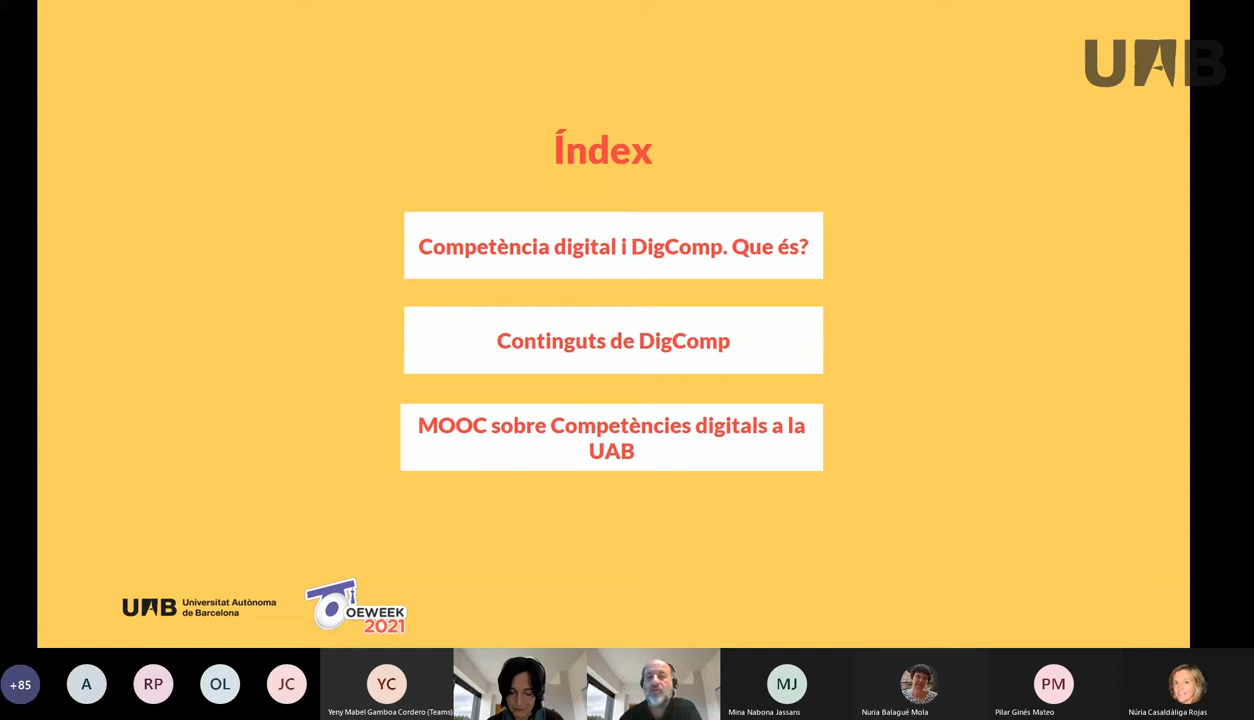 UAB
Índex
Competència digital i DigComp. Que és?
Continguts de DigComp
MOOC sobre Competències digitals a la
UAB
UAB Universitat Autònoma
de Barcelona
OEWEEK
2021
+85
A
RP
OL
JC
YC
MJ
PM
Yeny Mabel Gamboa Cordero (Teams)
Mina Nabona Jassans
Nuria Balagué Mola
Pilar Ginés Mateo
Núria Casaldáliga Rojas